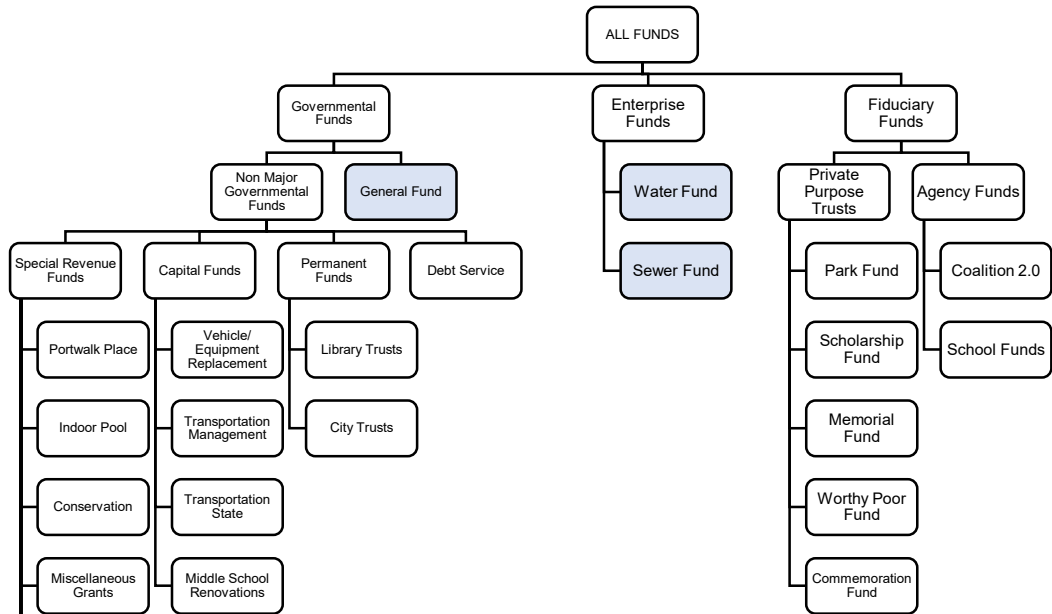 ALL FUNDS
Governmental
Funds
Enterprise
Funds
Fiduciary
Funds
Non Major
Governmental
Funds
General Fund
Water Fund
Private
Purpose
Trusts
Agency Funds
Special Revenue
Funds
Capital Funds
Permanent
Funds
Debt Service
Sewer Fund
Park Fund
Coalition 2.0
Portwalk Place
Vehicle/
Equipment
Replacement
Library Trusts
Scholarship
Fund
School Funds
Indoor Pool
Transportation
Management
City Trusts
Memorial
Fund
Conservation
Transportation
State
Worthy Poor
Fund
Miscellaneous
Grants
Middle School
Renovations
Commemoration
Fund